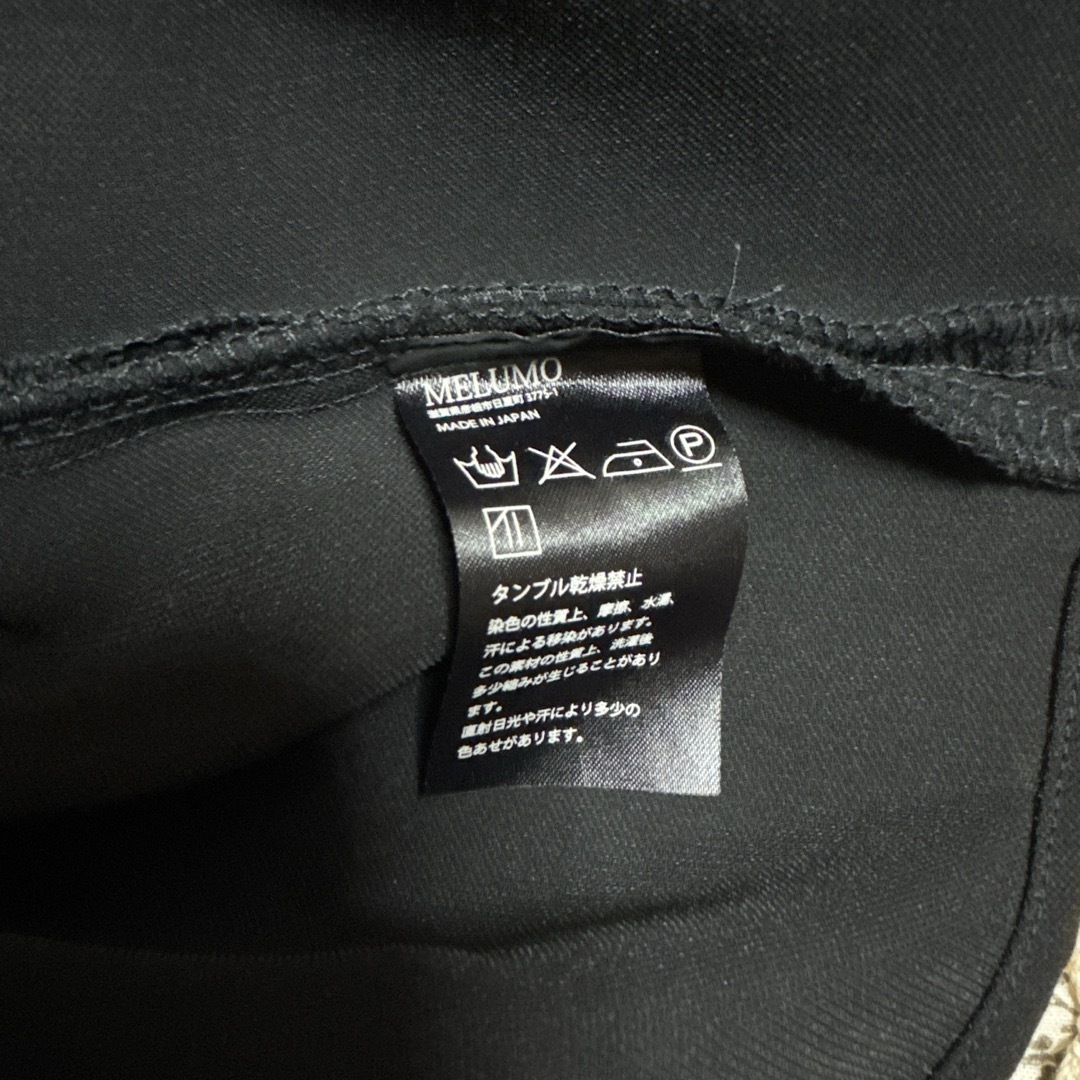 MELUMO
滋賀県彦根市日夏町 3775-1
MADE IN JAPAN
P
タンブル乾燥禁止
染色の性質上、摩擦、水濡、
汗による移染があります。
この素材の性質上、洗濯後
多少縮みが生じることがあり
ます。
直射日光や汗により多少の
色あせがあります。